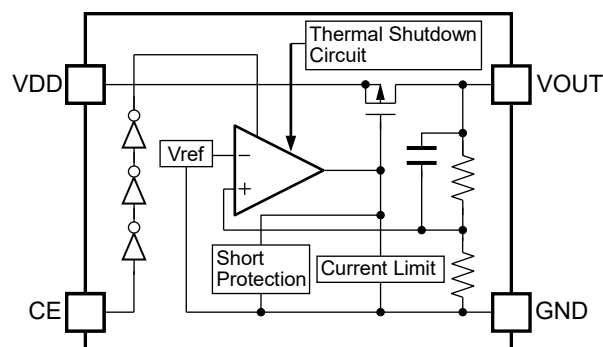 Thermal Shutdown
Circuit
VDD
VOUT
Vref
−
+
Short
Protection
Current Limit
CE
GND